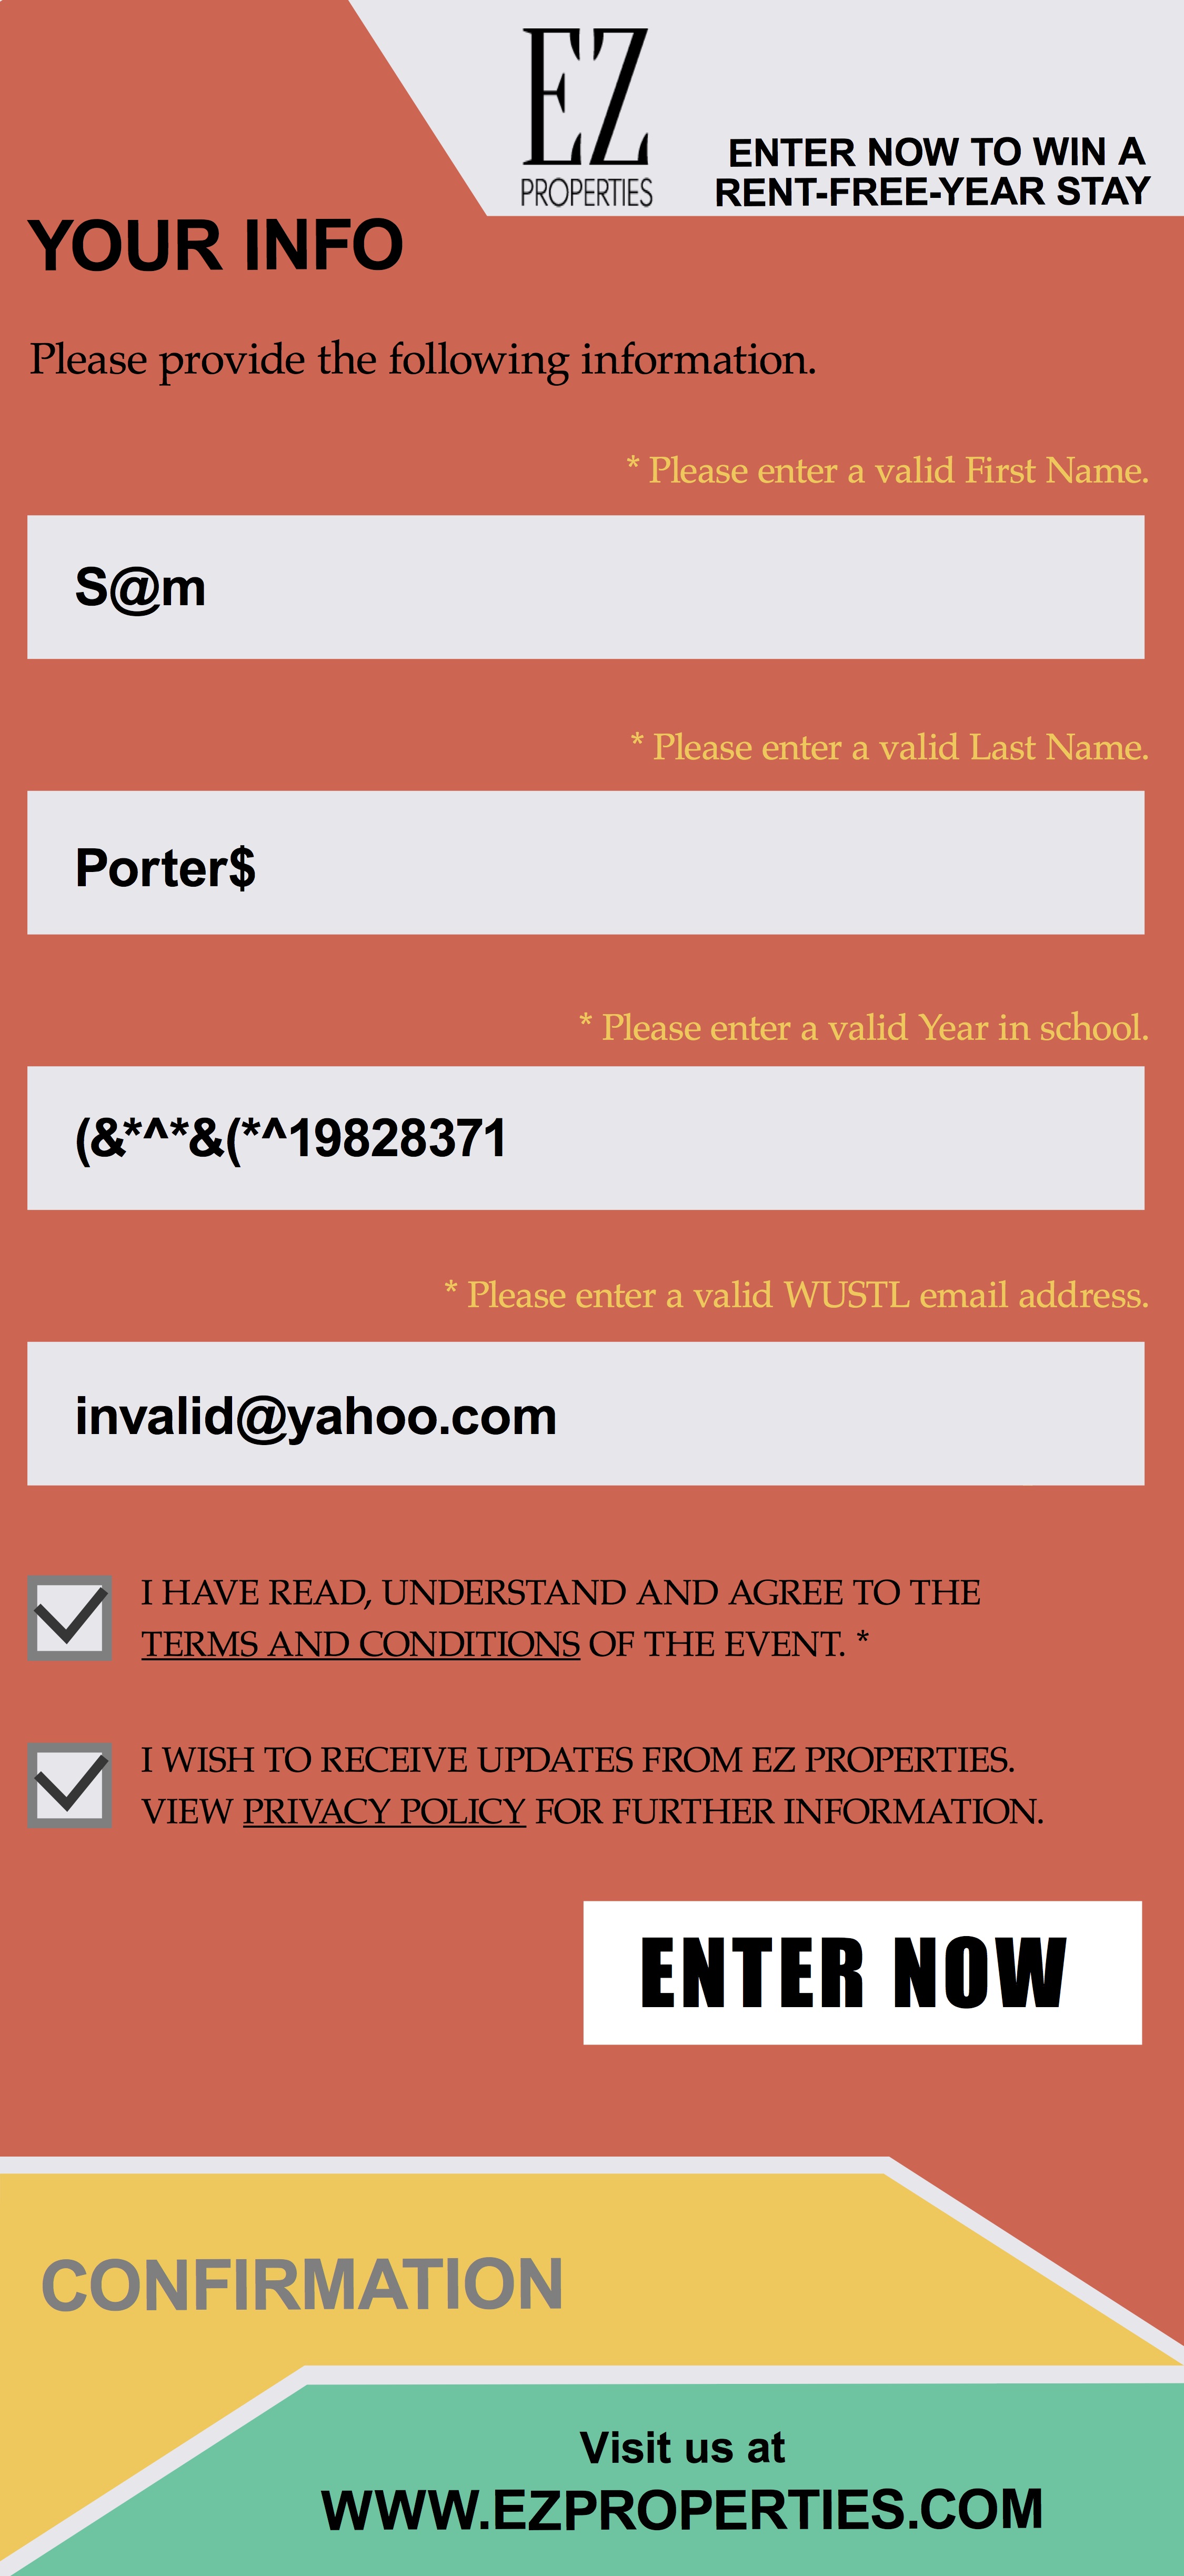 EZ
PROPERTIES
ENTER NOW TO WIN A
RENT-FREE-YEAR STAY
YOUR INFO
Please provide the following information.
* Please enter a valid First Name.
S@m
* Please enter a valid Last Name.
Porter$
* Please enter a valid Year in school.
(&*^*&(*^19828371
* Please enter a valid WUSTL email address.
invalid@yahoo.com
I HAVE READ, UNDERSTAND AND AGREE TO THE
TERMS AND CONDITIONS OF THE EVENT. *
I WISH TO RECEIVE UPDATES FROM EZ PROPERTIES.
VIEW PRIVACY POLICY FOR FURTHER INFORMATION.
ENTER NOW
CONFIRMATION
Visit us at
WWW.EZPROPERTIES.COM